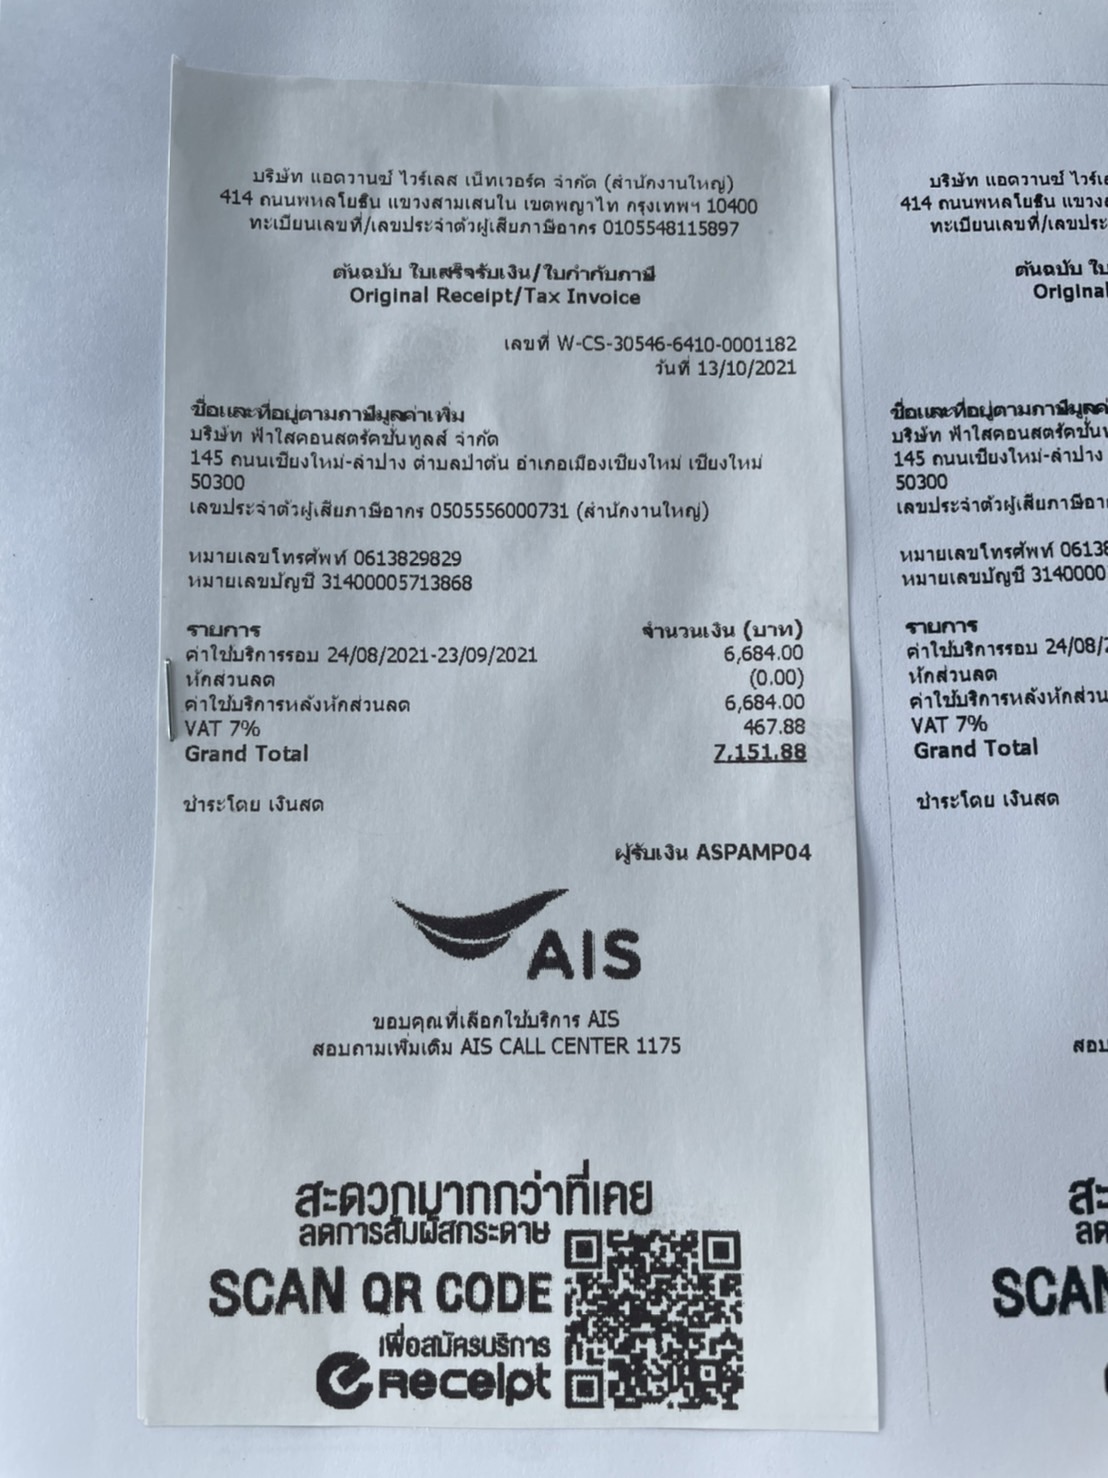 บริษัท แอดวานซ์ ไวร์เลส เน็ทเวอร์ค จำกัด (สำนักงานใหญ่)
414 ถนนพหลโยธิน แขวงสามเสนใน เขตพญาไท กรุงเทพฯ 10400
ทะเบียนเลขที่/เลขประจำตัวผู้เสียภาษีอากร 0105548115897
ต้นฉบับ ใบเสร็จรับเงิน/ใบกำกับภาษี
Original Receipt/Tax Invoice
เลขที่ W-CS-30546-6410-0001182
วันที่ 13/10/2021
ชื่อและที่อยู่ตามภาษีมูลค่าเพิ่ม
บริษัท ฟ้าใสคอนสตรัคชั่นทูลส์ จำกัด
145 ถนนเชียงใหม่-ลำปาง ตำบลป่าตัน อำเภอเมืองเชียงใหม่ เชียงใหม่
50300
เลขประจำตัวผู้เสียภาษีอากร 0505556000731 (สำนักงานใหญ่)
หมายเลขโทรศัพท์ 0613829829
หมายเลขบัญชี 31400005713868
รายการ จำนวนเงิน (บาท)
ค่าใช้บริการรอบ 24/08/2021-23/09/2021 6,684.00
หักส่วนลด (0.00)
ค่าใช้บริการหลังหักส่วนลด 6,684.00
VAT 7% 467.88
Grand Total 7,151.88
ชำระโดย เงินสด
ผู้รับเงิน ASPAMP04
AIS
ขอบคุณที่เลือกใช้บริการ AIS
สอบถามเพิ่มเติม AIS CALL CENTER 1175
สะดวกมากกว่าที่เคย
ลดการสัมผัสกระดาษ
SCAN QR CODE
เพื่อสมัครบริการ
eReceipt
บริษัท แอดวานซ์ ไวร์เล
414 ถนนพหลโยธิน แขวง
ทะเบียนเลขที่/เลขประ
ต้นฉบับ ใบ
Original
ชื่อและที่อยู่ตามภาษีมูลค่
บริษัท ฟ้าใสคอนสตรัคชั่น
145 ถนนเชียงใหม่-ลำปาง
50300
เลขประจำตัวผู้เสียภาษีอา
หมายเลขโทรศัพท์ 0613
หมายเลขบัญชี 3140000
รายการ
ค่าใช้บริการรอบ 24/08/
หักส่วนลด
ค่าใช้บริการหลังหักส่วน
VAT 7%
Grand Total
ชำระโดย เงินสด
สอบ
สะ
ลด
SCAN